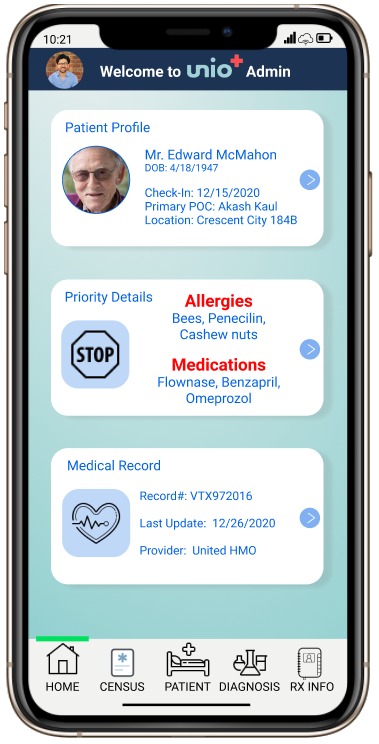 10:21
Welcome to unio Admin
Patient Profile
Mr. Edward McMahon
DOB: 4/18/1947
Check-In: 12/15/2020
Primary POC: Akash Kaul
Location: Crescent City 184B
Priority Details
Allergies
Bees, Penecilin,
Cashew nuts
STOP
Medications
Flownase, Benzapril,
Omeprozol
Medical Record
Record#: VTX972016
Last Update: 12/26/2020
Provider: United HMO
HOME CENSUS PATIENT DIAGNOSIS RX INFO